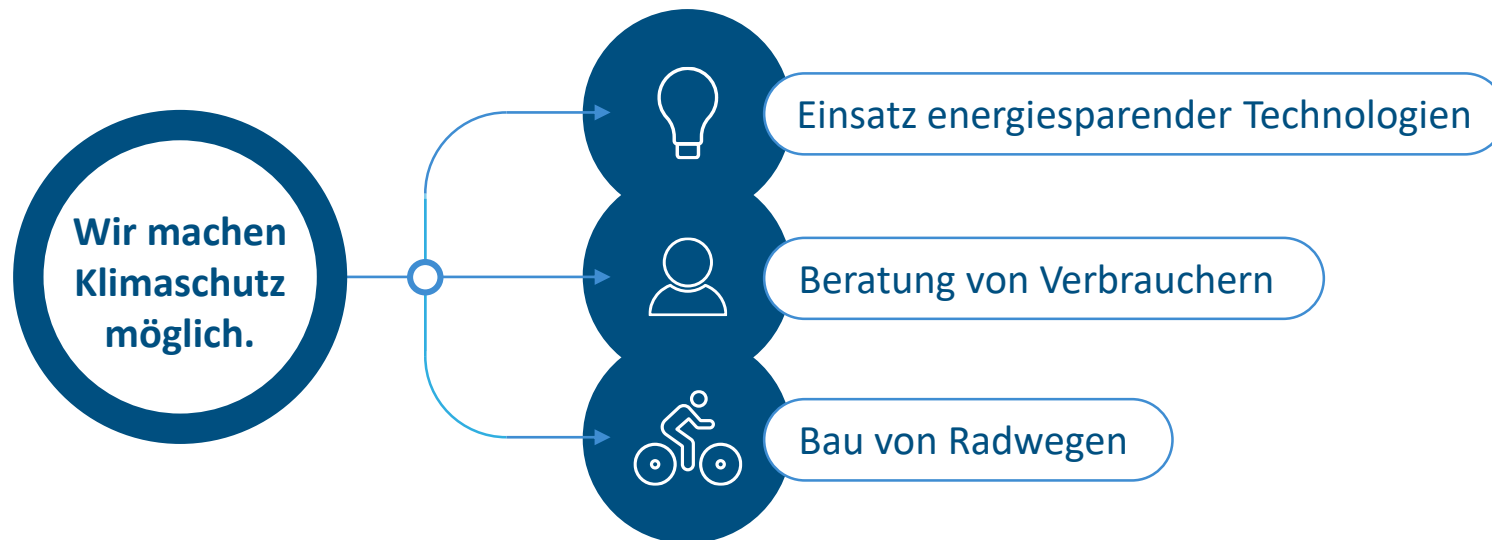 Wir machen
Klimaschutz
möglich.
Einsatz energiesparender Technologien
Beratung von Verbrauchern
Bau von Radwegen